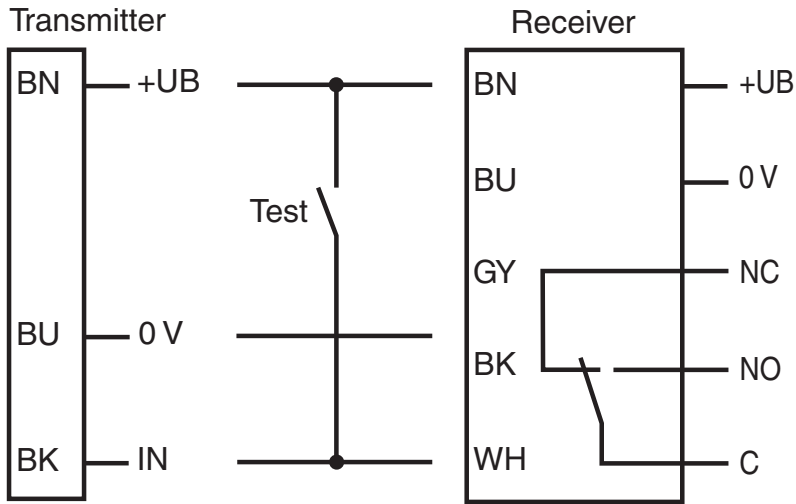 Transmitter
BN +UB
Test
BU 0 V
BK IN
Receiver
BN +UB
BU 0 V
GY NC
BK NO
WH C